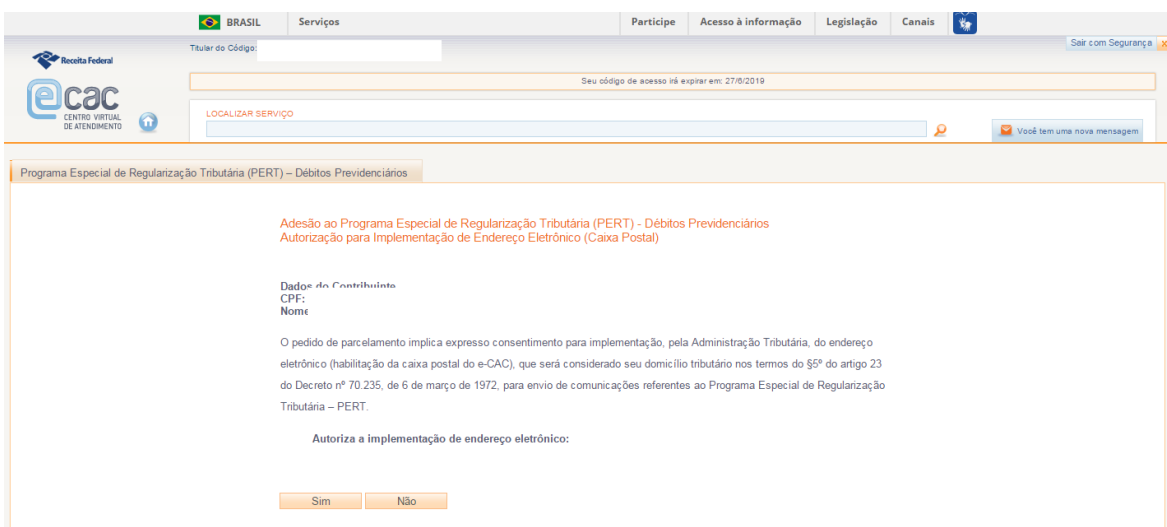 BRASIL Serviços Participe Acesso à informação Legislação Canais
Titular do Código:
Sair com Segurança x
Receita Federal
Seu código de acesso irá expirar em: 27/6/2019
ecac
CENTRO VIRTUAL
DE ATENDIMENTO
LOCALIZAR SERVIÇO
Você tem uma nova mensagem
Programa Especial de Regularização Tributária (PERT) – Débitos Previdenciários
Adesão ao Programa Especial de Regularização Tributária (PERT) - Débitos Previdenciários
Autorização para Implementação de Endereço Eletrônico (Caixa Postal)
Dados do Contribuinte
CPF:
Nome
O pedido de parcelamento implica expresso consentimento para implementação, pela Administração Tributária, do endereço
eletrônico (habilitação da caixa postal do e-CAC), que será considerado seu domicílio tributário nos termos do §5º do artigo 23
do Decreto nº 70.235, de 6 de março de 1972, para envio de comunicações referentes ao Programa Especial de Regularização
Tributária – PERT.
Autoriza a implementação de endereço eletrônico:
Sim Não